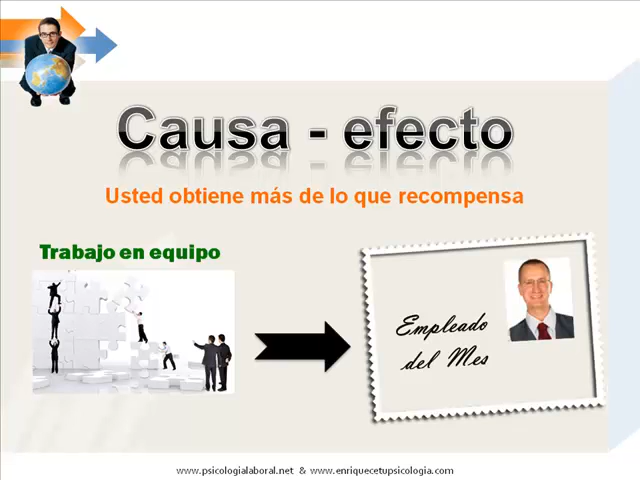 Causa - efecto
Usted obtiene más de lo que recompensa
Trabajo en equipo
Empleado
del Mes
www.psicologialaboral.net & www.enriquecetupsicologia.com